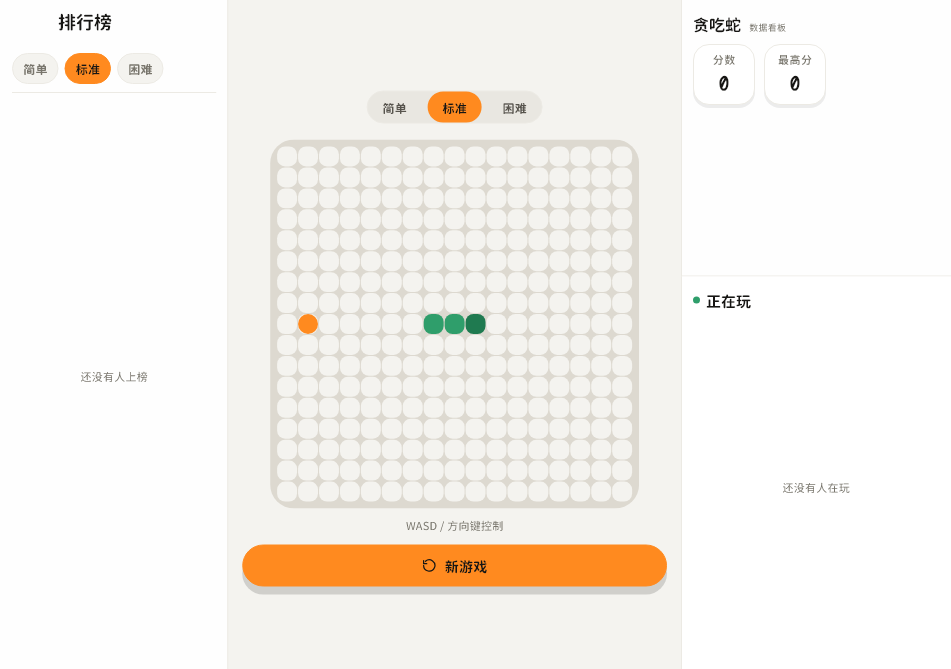 排行榜
简单 标准 困难
还没有人上榜
简单 标准 困难
WASD / 方向键控制
新游戏
贪吃蛇 数据看板
分数 最高分
0 0
正在玩
还没有人在玩